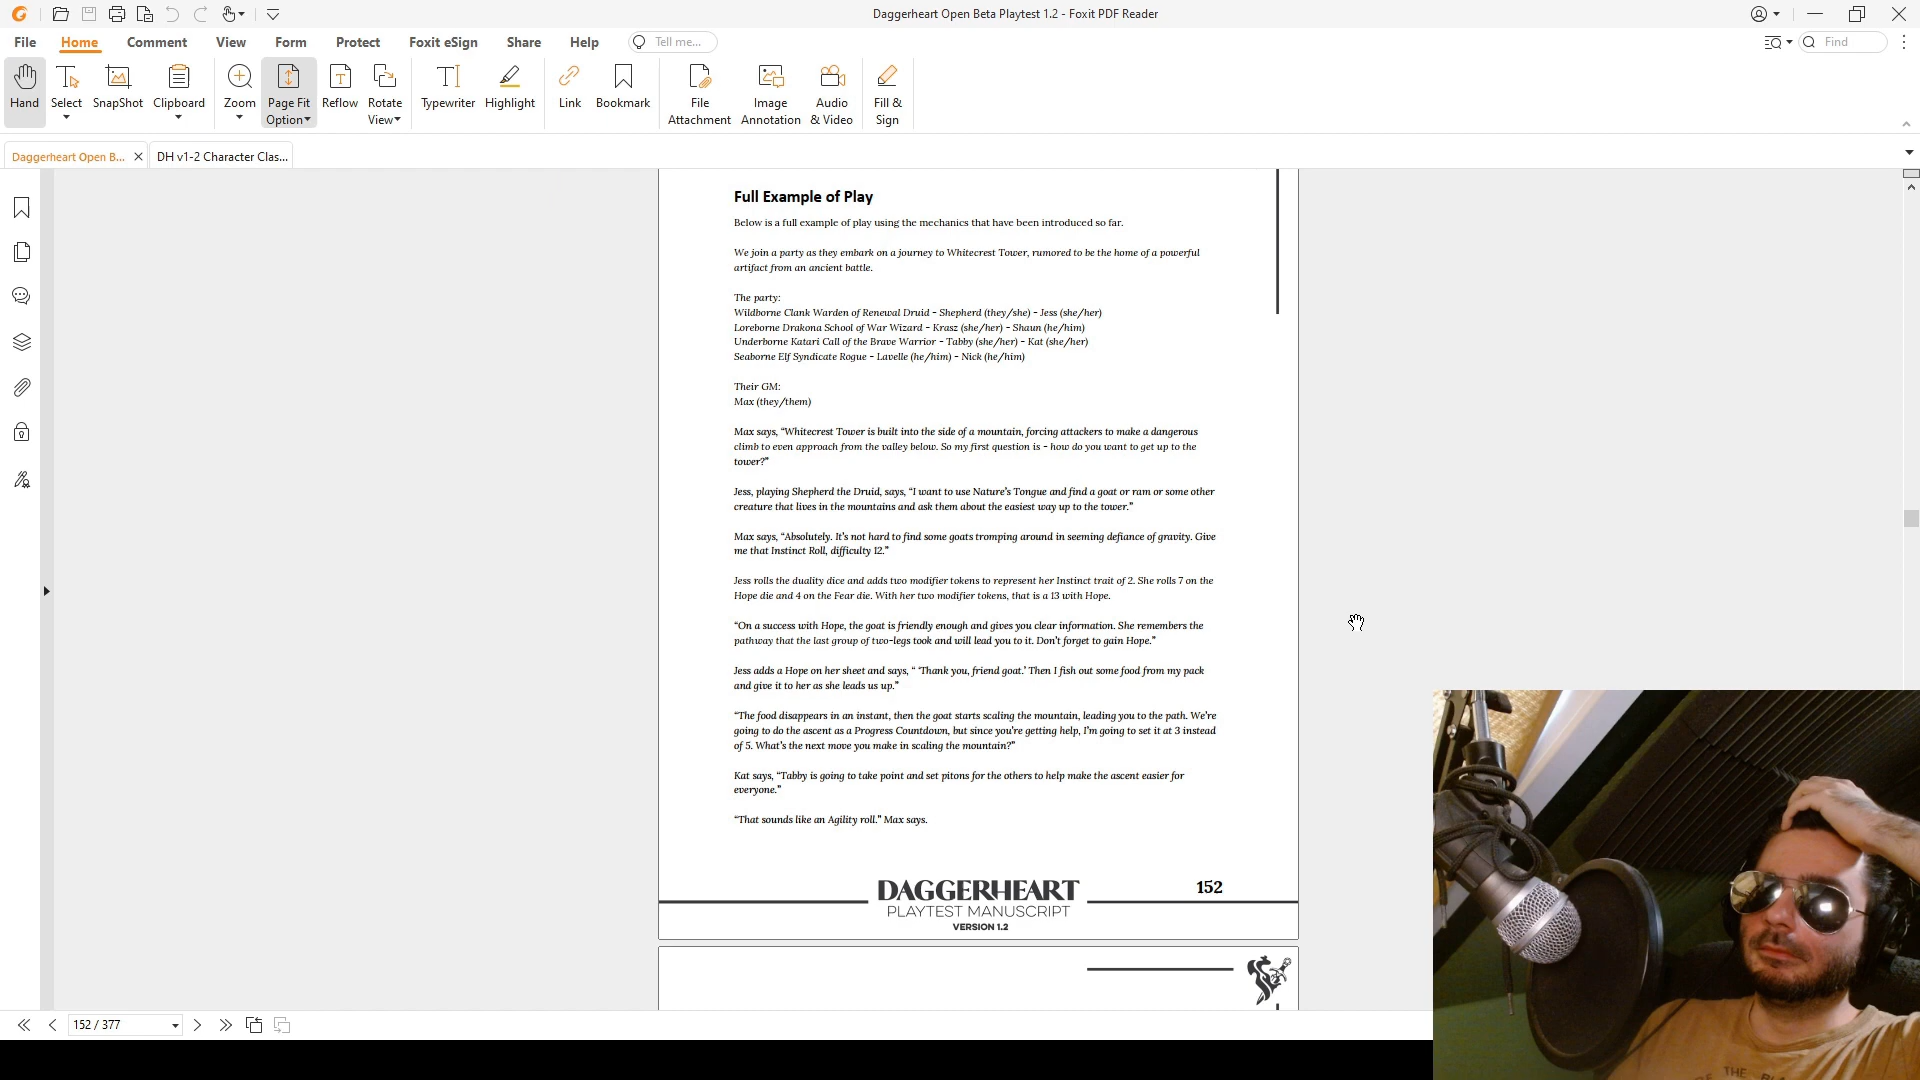 Daggerheart Open Beta Playtest 1.2 - Foxit PDF Reader
File Home Comment View Form Protect Foxit eSign Share Help Tell me... Find
Hand Select SnapShot Clipboard Zoom Page Fit Option Reflow Rotate View Typewriter Highlight Link Bookmark File Attachment Image Annotation Audio & Video Fill & Sign
Daggerheart Open B... DH v1-2 Character Clas...
Full Example of Play
Below is a full example of play using the mechanics that have been introduced so far.
We join a party as they embark on a journey to Whitecrest Tower, rumored to be the home of a powerful
artifact from an ancient battle.
The party:
Wildborne Clank Warden of Renewal Druid - Shepherd (they/she) - Jess (she/her)
Loreborne Drakona School of War Wizard - Krasz (she/her) - Shaun (he/him)
Underborne Katari Call of the Brave Warrior - Tabby (she/her) - Kat (she/her)
Seaborne Elf Syndicate Rogue - Lavelle (he/him) - Nick (he/him)
Their GM:
Max (they/them)
Max says, “Whitecrest Tower is built into the side of a mountain, forcing attackers to make a dangerous
climb to even approach from the valley below. So my first question is - how do you want to get up to the
tower?”
Jess, playing Shepherd the Druid, says, “I want to use Nature's Tongue and find a goat or ram or some other
creature that lives in the mountains and ask them about the easiest way up to the tower.”
Max says, “Absolutely. It's not hard to find some goats tromping around in seeming defiance of gravity. Give
me that Instinct Roll, difficulty 12.”
Jess rolls the duality dice and adds two modifier tokens to represent her Instinct trait of 2. She rolls 7 on the
Hope die and 4 on the Fear die. With her two modifier tokens, that is a 13 with Hope.
“On a success with Hope, the goat is friendly enough and gives you clear information. She remembers the
pathway that the last group of two-legs took and will lead you to it. Don't forget to gain Hope.”
Jess adds a Hope on her sheet and says, “ ‘Thank you, friend goat.’ Then I fish out some food from my pack
and give it to her as she leads us up.”
“The food disappears in an instant, then the goat starts scaling the mountain, leading you to the path. We're
going to do the ascent as a Progress Countdown, but since you're getting help, I'm going to set it at 3 instead
of 5. What's the next move you make in scaling the mountain?”
Kat says, “Tabby is going to take point and set pitons for the others to help make the ascent easier for
everyone.”
“That sounds like an Agility roll.” Max says.
DAGGERHEART
PLAYTEST MANUSCRIPT
VERSION 1.2
152
152 / 377